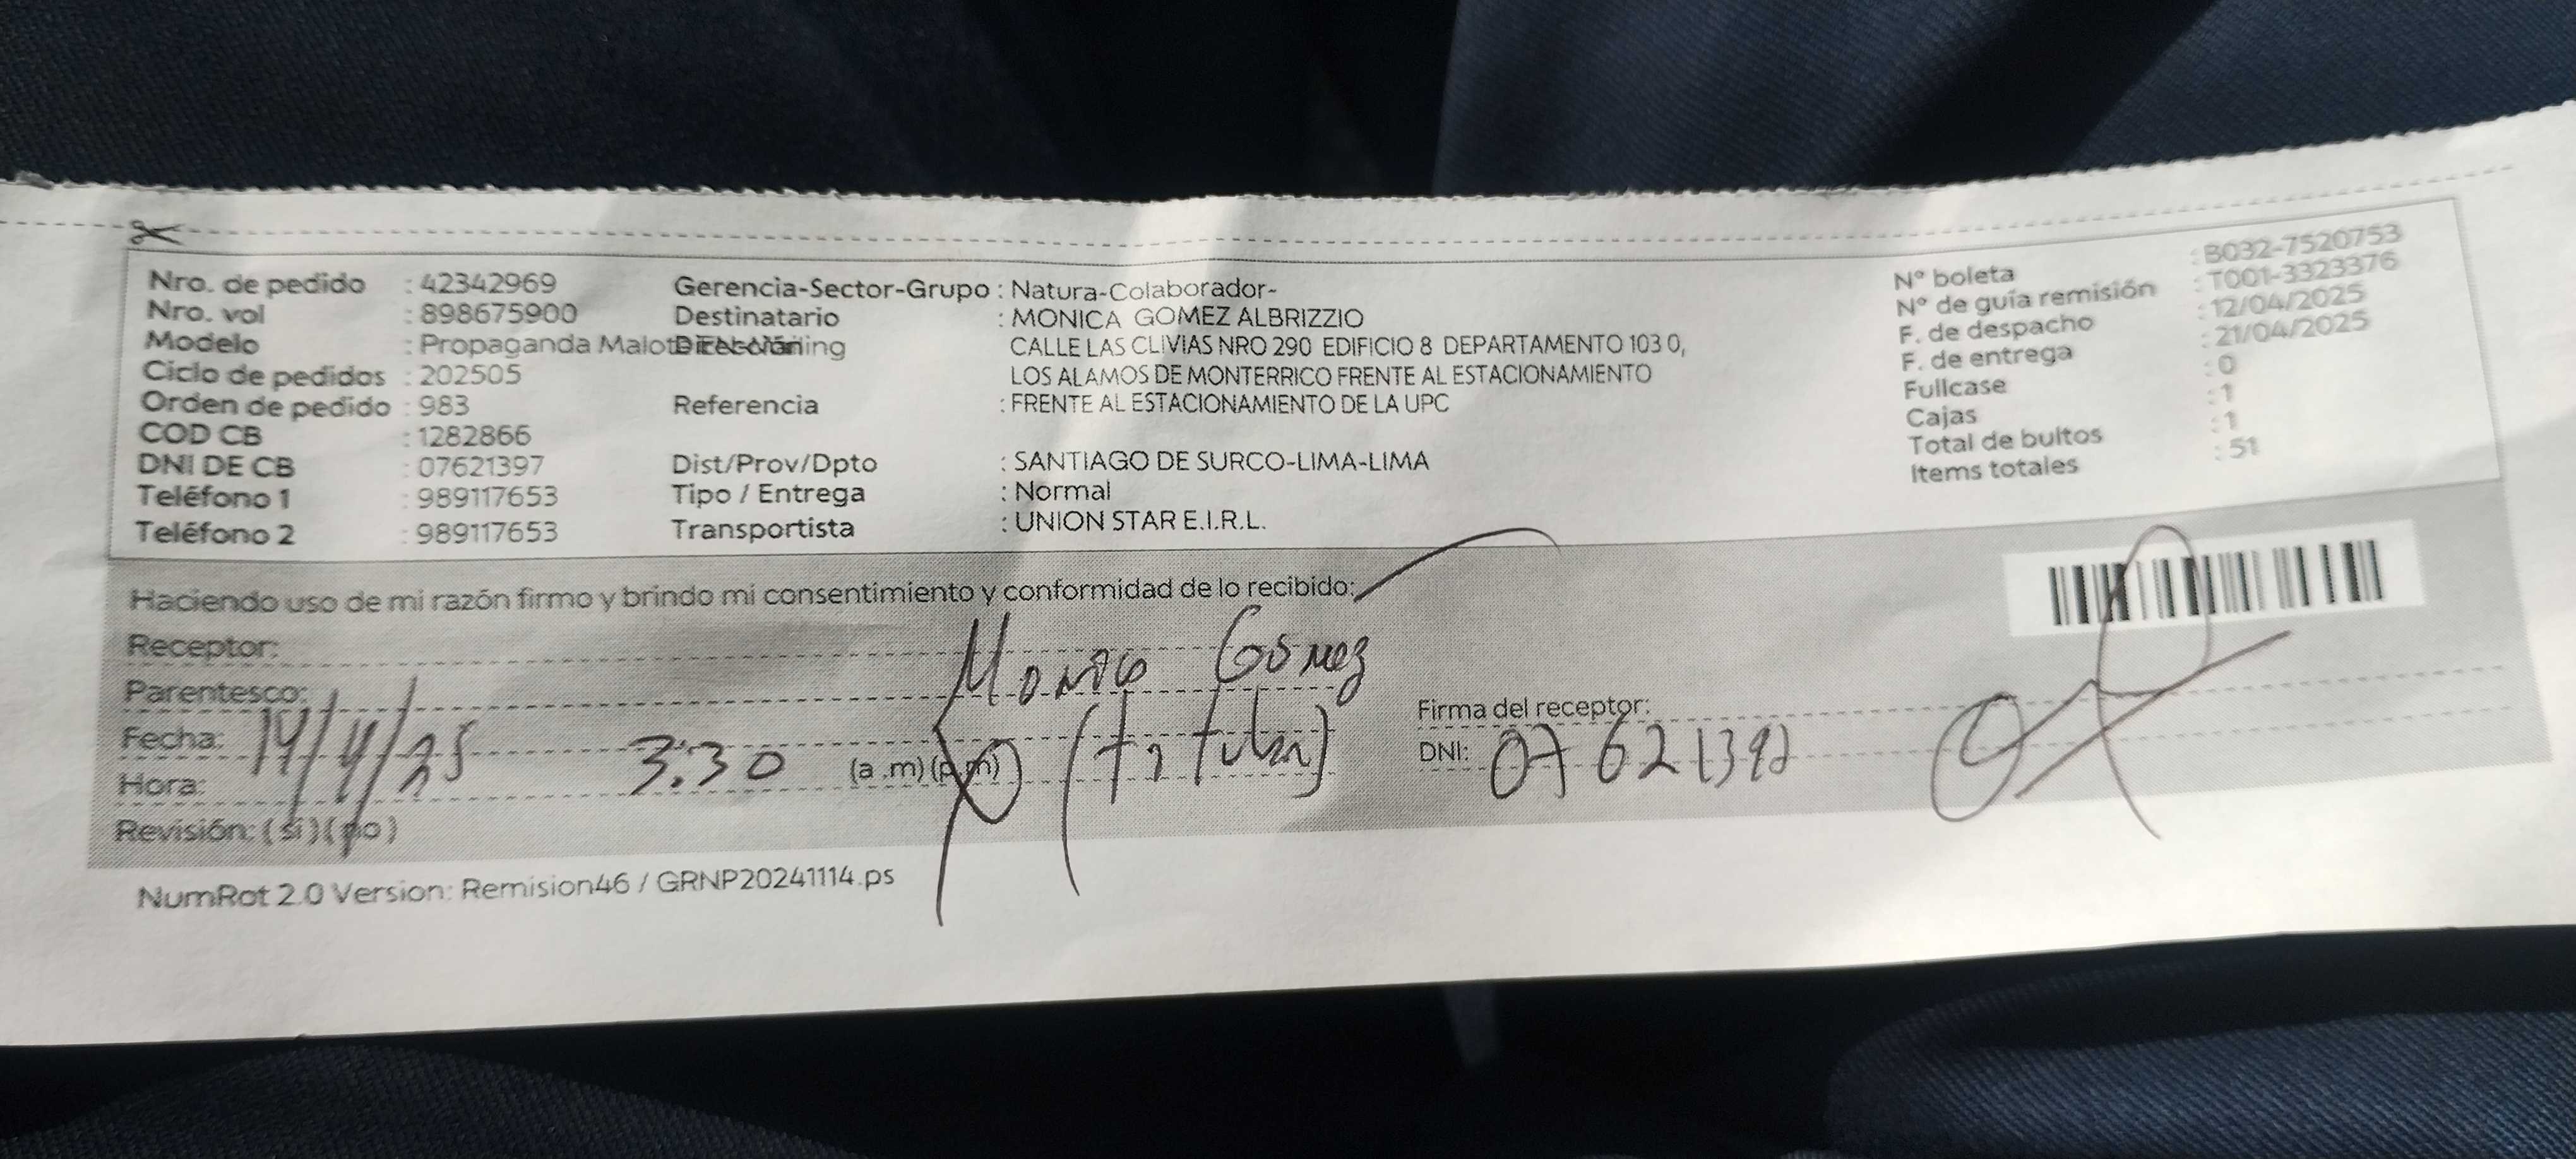 Nro. de pedido : 42342969
Nro. vol : 898675900
Modelo : Propaganda
Ciclo de pedidos : 202505
Orden de pedido : 983
COD CB : 1282866
DNI DE CB : 07621397
Teléfono 1 : 989117653
Teléfono 2 : 989117653
Gerencia-Sector-Grupo : Natura-Colaborador-
Destinatario : MONICA GOMEZ ALBRIZZIO
Dirección
CALLE LAS CLIVIAS NRO 290 EDIFICIO 8 DEPARTAMENTO 103 0,
LOS ALAMOS DE MONTERRICO FRENTE AL ESTACIONAMIENTO
Referencia : FRENTE AL ESTACIONAMIENTO DE LA UPC
Dist/Prov/Dpto : SANTIAGO DE SURCO-LIMA-LIMA
Tipo / Entrega : Normal
Transportista : UNION STAR E.I.R.L.
N° boleta : B032-7520753
N° de guía remisión : T001-3323376
F. de despacho : 12/04/2025
F. de entrega : 21/04/2025
Fullcase : 0
Cajas : 1
Total de bultos : 1
Items totales : 51
Haciendo uso de mi razón firmo y brindo mi consentimiento y conformidad de lo recibido:
Receptor: Monica Gomez
Parentesco: (titular)
Fecha: 14/4/25
Hora: 3:30 (a .m) (p.m)
Revisión: (si) (no)
Firma del receptor:
DNI: 07621397
NumRot 2.0 Version: Remision46 / GRNP20241114.ps